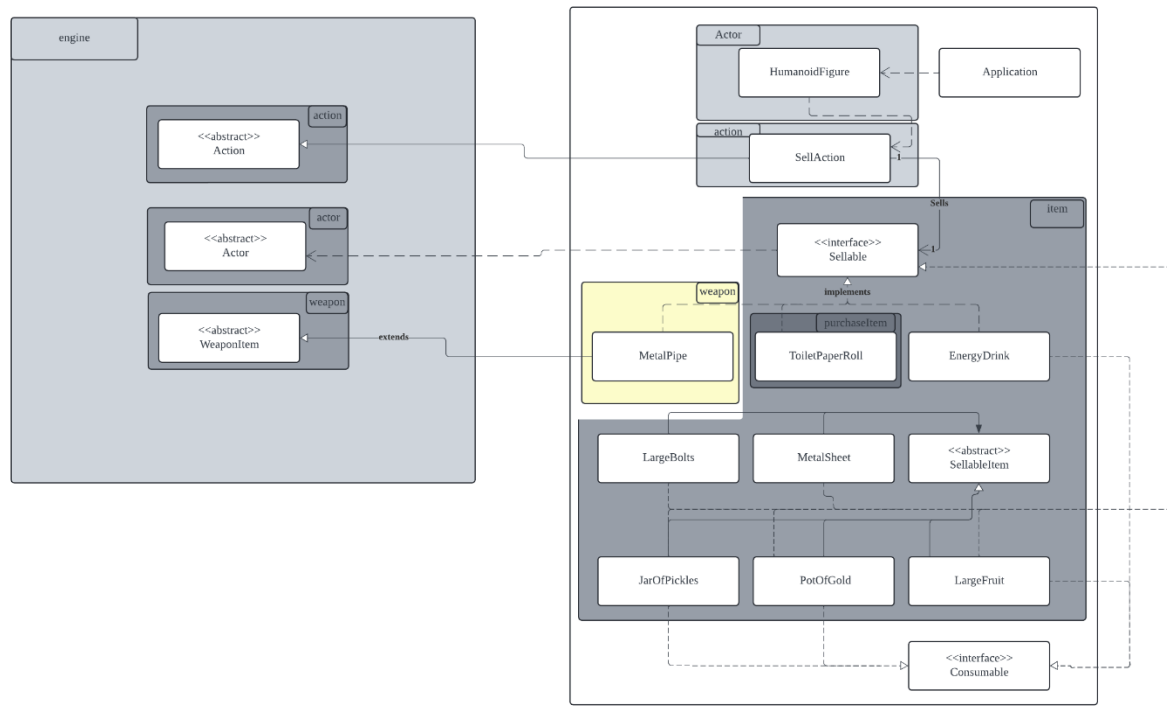 engine
action
<<abstract>>
Action
actor
<<abstract>>
Actor
weapon
<<abstract>>
WeaponItem
extends
Actor
HumanoidFigure
Application
action
SellAction
1
Sells
item
<<interface>>
Sellable
1
implements
weapon
MetalPipe
purchaseItem
ToiletPaperRoll
EnergyDrink
LargeBolts
MetalSheet
<<abstract>>
SellableItem
JarOfPickles
PotOfGold
LargeFruit
<<interface>>
Consumable